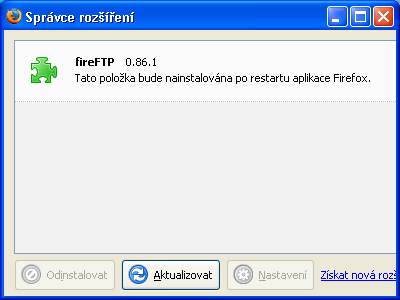 Správce rozšíření
fireFTP 0.86.1
Tato položka bude nainstalována po restartu aplikace Firefox.
Odinstalovat Aktualizovat Nastavení Získat nová rozš